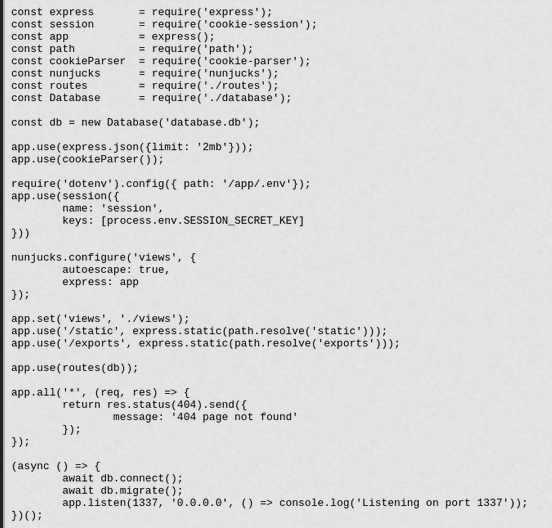 const express       = require('express');
const session       = require('cookie-session');
const app           = express();
const path          = require('path');
const cookieParser  = require('cookie-parser');
const nunjucks      = require('nunjucks');
const routes        = require('./routes');
const Database      = require('./database');

const db = new Database('database.db');

app.use(express.json({limit: '2mb'}));
app.use(cookieParser());

require('dotenv').config({ path: '/app/.env'});
app.use(session({
        name: 'session',
        keys: [process.env.SESSION_SECRET_KEY]
}))

nunjucks.configure('views', {
        autoescape: true,
        express: app
});

app.set('views', './views');
app.use('/static', express.static(path.resolve('static')));
app.use('/exports', express.static(path.resolve('exports')));

app.use(routes(db));

app.all('*', (req, res) => {
        return res.status(404).send({
                message: '404 page not found'
        });
});

(async () => {
        await db.connect();
        await db.migrate();
        app.listen(1337, '0.0.0.0', () => console.log('Listening on port 1337'));
})();